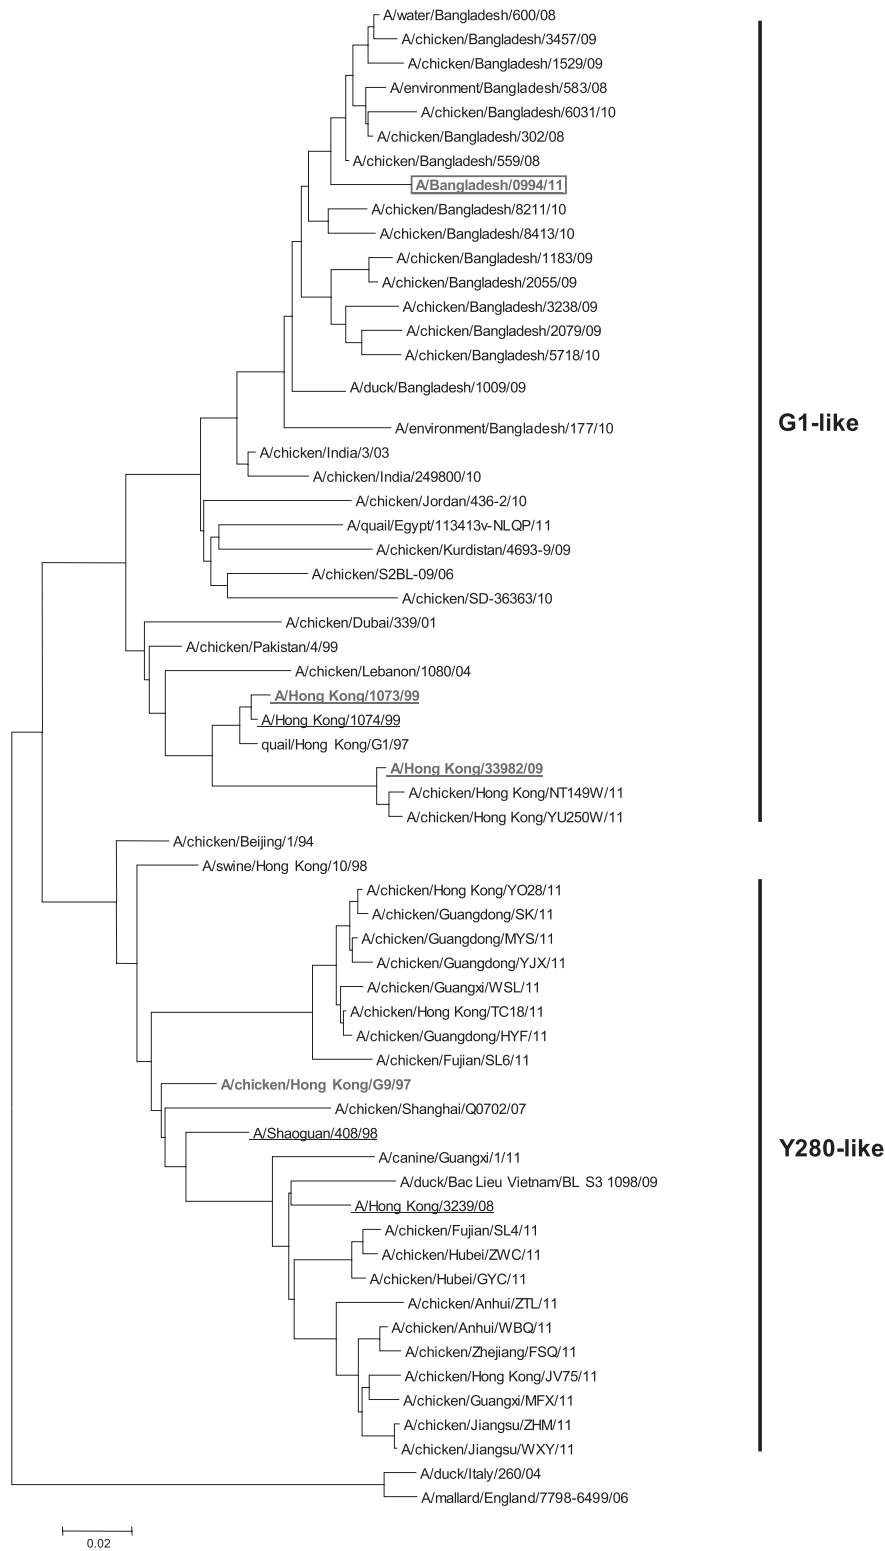 A/water/Bangladesh/600/08
A/chicken/Bangladesh/3457/09
A/chicken/Bangladesh/1529/09
A/environment/Bangladesh/583/08
A/chicken/Bangladesh/6031/10
A/chicken/Bangladesh/302/08
A/chicken/Bangladesh/559/08
A/Bangladesh/0994/11
A/chicken/Bangladesh/8211/10
A/chicken/Bangladesh/8413/10
A/chicken/Bangladesh/1183/09
A/chicken/Bangladesh/2055/09
A/chicken/Bangladesh/3238/09
A/chicken/Bangladesh/2079/09
A/chicken/Bangladesh/5718/10
A/duck/Bangladesh/1009/09
G1-like
A/environment/Bangladesh/177/10
A/chicken/India/3/03
A/chicken/India/249800/10
A/chicken/Jordan/436-2/10
A/quail/Egypt/113413v-NLQP/11
A/chicken/Kurdistan/4693-9/09
A/chicken/S2BL-09/06
A/chicken/SD-36363/10
A/chicken/Dubai/339/01
A/chicken/Pakistan/4/99
A/chicken/Lebanon/1080/04
A/Hong Kong/1073/99
A/Hong Kong/1074/99
quail/Hong Kong/G1/97
A/Hong Kong/33982/09
A/chicken/Hong Kong/NT149W/11
A/chicken/Hong Kong/YU250W/11
A/chicken/Beijing/1/94
A/swine/Hong Kong/10/98
A/chicken/Hong Kong/YO28/11
A/chicken/Guangdong/SK/11
A/chicken/Guangdong/MYS/11
A/chicken/Guangdong/YJX/11
A/chicken/Guangxi/WSL/11
A/chicken/Hong Kong/TC18/11
A/chicken/Guangdong/HYF/11
A/chicken/Fujian/SL6/11
A/chicken/Hong Kong/G9/97
A/chicken/Shanghai/Q0702/07
A/Shaoguan/408/98
Y280-like
A/canine/Guangxi/1/11
A/duck/Bac Lieu Vietnam/BL S3 1098/09
A/Hong Kong/3239/08
A/chicken/Fujian/SL4/11
A/chicken/Hubei/ZWC/11
A/chicken/Hubei/GYC/11
A/chicken/Anhui/ZTL/11
A/chicken/Anhui/WBQ/11
A/chicken/Zhejiang/FSQ/11
A/chicken/Hong Kong/JV75/11
A/chicken/Guangxi/MFX/11
A/chicken/Jiangsu/ZHM/11
A/chicken/Jiangsu/WXY/11
A/duck/Italy/260/04
A/mallard/England/7798-6499/06
0.02